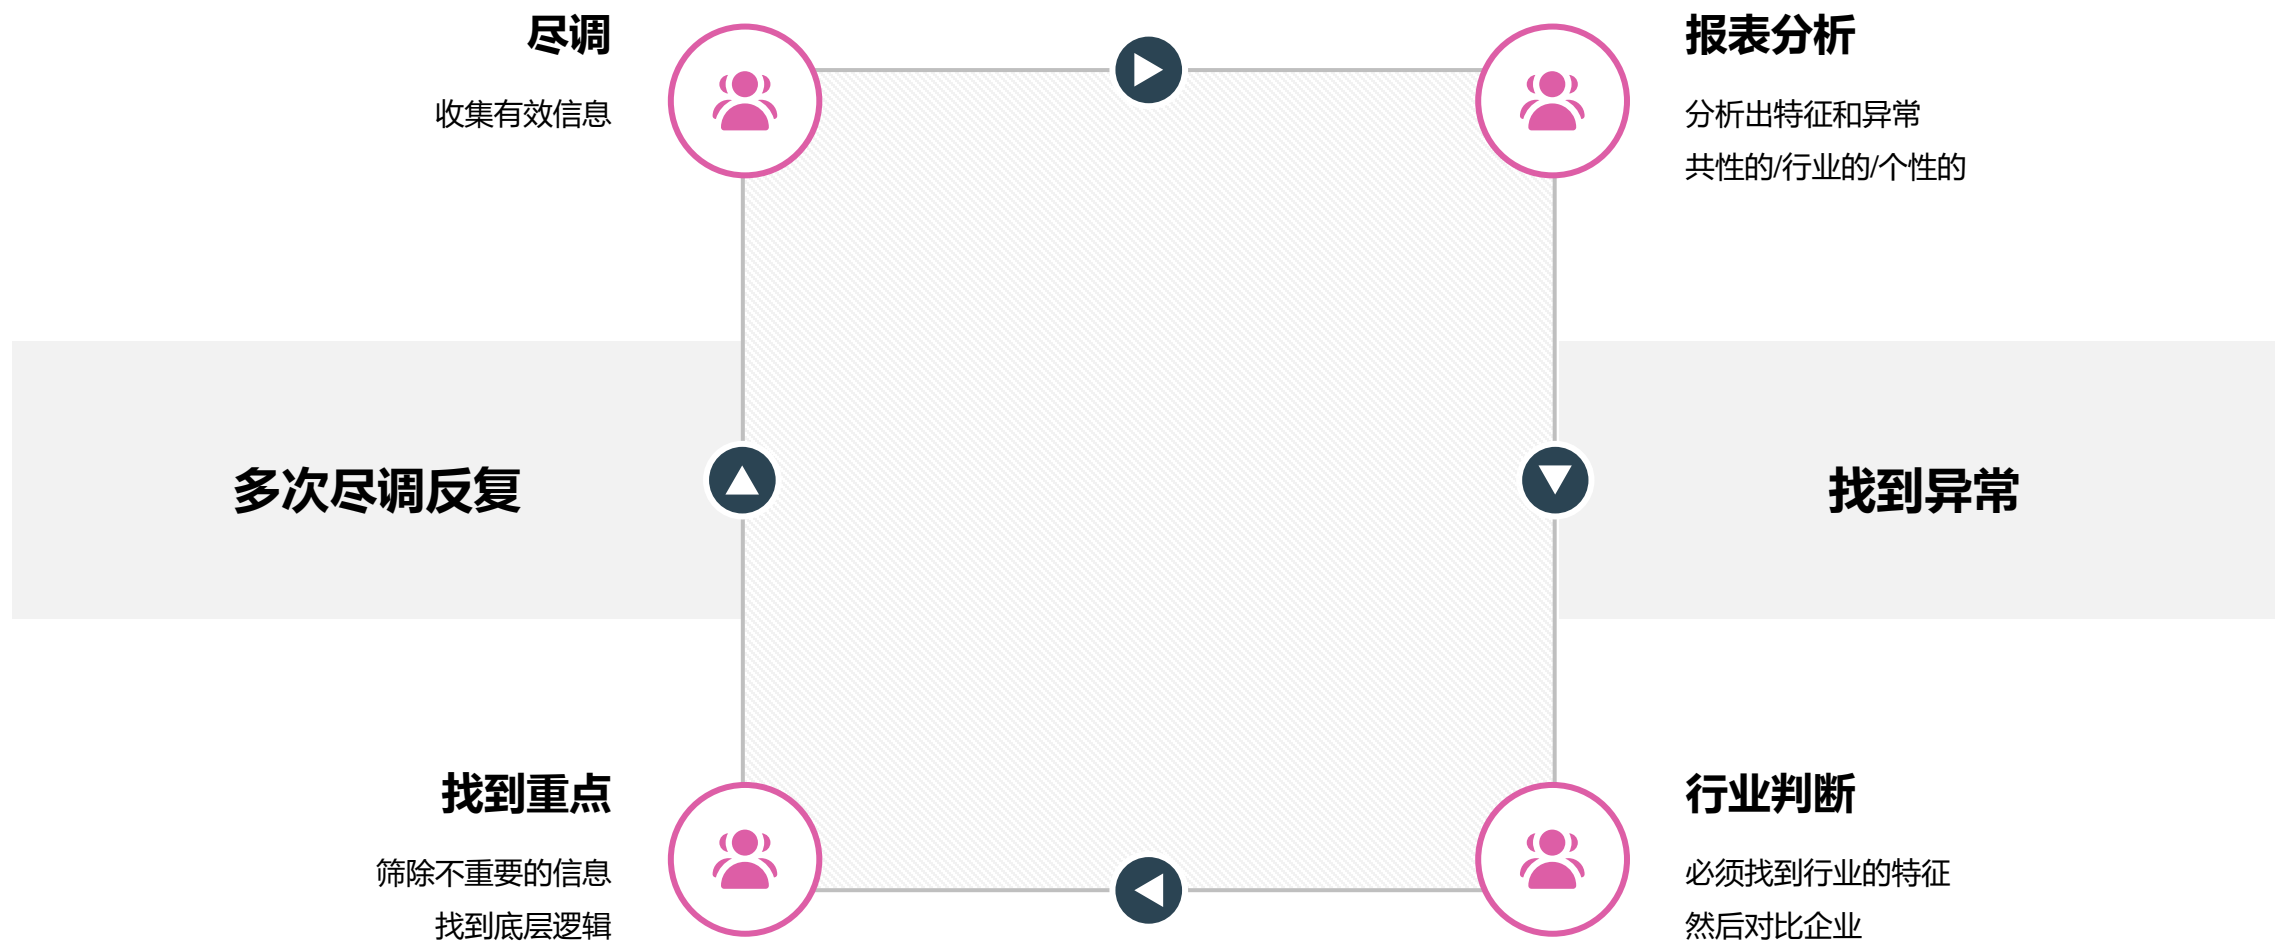 尽调
收集有效信息
报表分析
分析出特征和异常
共性的/行业的/个性的
多次尽调反复
找到异常
找到重点
筛除不重要的信息
找到底层逻辑
行业判断
必须找到行业的特征
然后对比企业